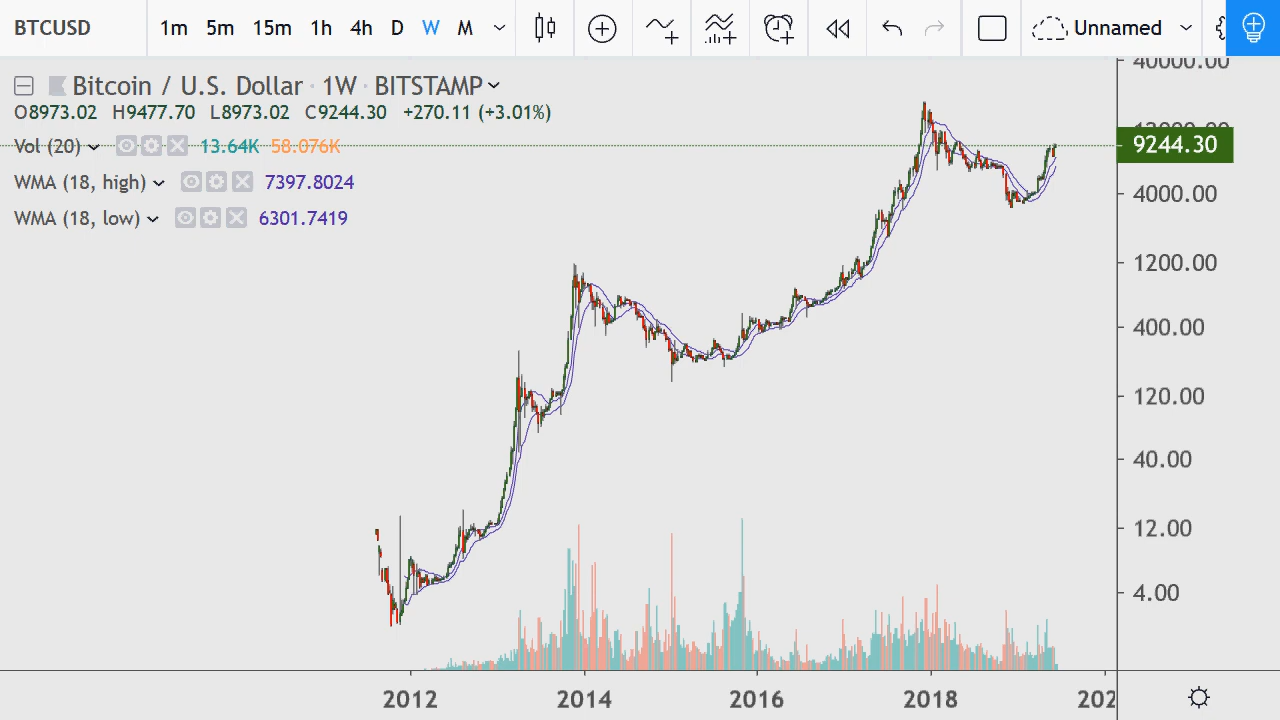 BTCUSD 1m 5m 15m 1h 4h D W M Unnamed
Bitcoin / U.S. Dollar · 1W · BITSTAMP
O8973.02 H9477.70 L8973.02 C9244.30 +270.11 (+3.01%)
Vol (20) 13.64K 58.076K
WMA (18, high) 7397.8024
WMA (18, low) 6301.7419
40000.00
9244.30
4000.00
1200.00
400.00
120.00
40.00
12.00
4.00
2012 2014 2016 2018